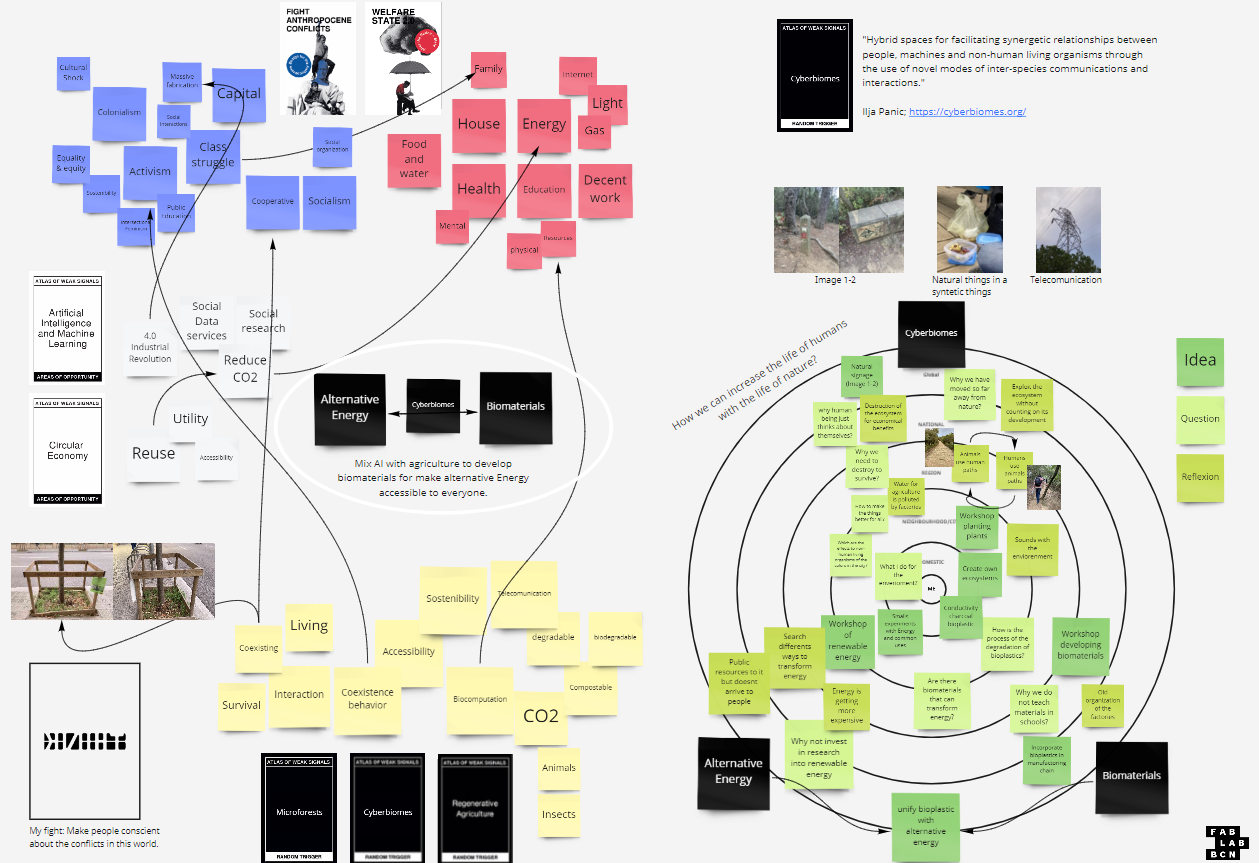 FIGHT
ANTHROPOCENE
CONFLICTS
WELFARE
STATE 2.0
Cultural
Shock
Massive
fabrication
Capital
Colonialism
Social
interactions
Class
struggle
Social
organization
Equality
& equity
Activism
Sostenibility
Public
Education
Intersectional
Feminism
Cooperative
Socialism
Family
Internet
Light
House
Energy
Gas
Food
and
water
Health
Education
Decent
work
Mental
physical
Resources
ATLAS OF WEAK SIGNALS
Artificial
Intelligence
and Machine
Learning
AREAS OF OPPORTUNITY
ATLAS OF WEAK SIGNALS
Circular
Economy
AREAS OF OPPORTUNITY
4.0
Industrial
Revolution
Social
Data
services
Social
research
Reduce
CO2
Utility
Reuse
Accessibility
Alternative
Energy
Cyberbiomes
Biomaterials
Mix AI with agriculture to develop
biomaterials for make alternative Energy
accessible to everyone.
Living
Coexisting
Survival
Interaction
Coexistence
behavior
Accessibility
Sostenibility
Telecomunication
degradable
biodegradable
Biocomputation
Compostable
CO2
Animals
Insects
ATLAS OF WEAK SIGNALS
Microforests
RANDOM TRIGGER
ATLAS OF WEAK SIGNALS
Cyberbiomes
RANDOM TRIGGER
ATLAS OF WEAK SIGNALS
Regenerative
Agriculture
RANDOM TRIGGER
My fight: Make people conscient
about the conflicts in this world.
ATLAS OF WEAK SIGNALS
Cyberbiomes
RANDOM TRIGGER
"Hybrid spaces for facilitating synergetic relationships between
people, machines and non-human living organisms through
the use of novel modes of inter-species communications and
interactions."
Ilja Panic; https://cyberbiomes.org/
Image 1-2
Natural things in a
syntetic things
Telecomunication
How we can increase the life of humans
with the life of nature?
Cyberbiomes
Global
Natural
signage
(Image 1-2)
Why we have
moved so far
away from
nature?
Exploit the
ecosystem
without
counting on its
development
why human
being just
thinks about
themselves?
Destruction of
the ecosystem
for economical
benefits
NATIONAL
Animals
use human
paths
Humans
use
animals
paths
Why we
need to
destroy to
survive?
REGION
Water for
agriculture
is polluted
by factories
How to make
the things
better for all?
NEIGHBOURHOOD/CITY
Workshop
planting
plants
Sounds with
the
enviorenment
DOMESTIC
What I do for
the
envenioment?
Create own
ecosystems
ME
Conductivity
charcoal
bioplastic
Workshop
of
renewable
energy
Smalls
experiments
with Energy
and common
uses
How is the
process of the
degradation of
bioplastics?
Workshop
developing
biomaterials
Search
differents
ways to
transform
energy
Public
resources to it
but doesnt
arrive to
people
Energy is
getting
more
expensive
Are there
biomaterials
that can
transform
energy?
Why we do
not teach
materials in
schools?
Old
organization
of the
factories
Why not invest
in research
into renewable
energy
Incorporate
bioplastics in
manufactoring
chain
Alternative
Energy
Biomaterials
unify bioplastic
with
alternative
energy
Idea
Question
Reflexion
FAB
LAB
BCN